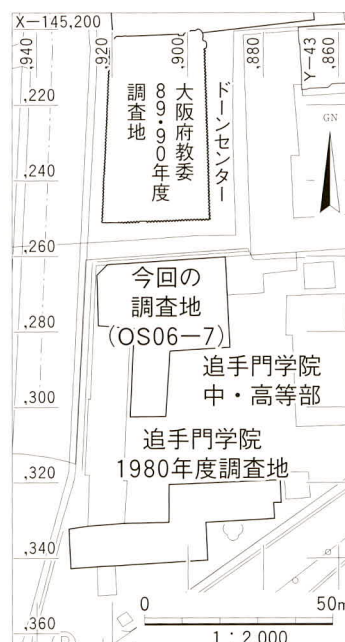 X−145,200
,940
,920
,900
,880
Y−43
,860
,220
,240
,260
,280
,300
,320
,340
,360
GN
ドーンセンター
大阪府教委
89・90年度
調査地
今回の
調査地
(OS06−7)
追手門学院
中・高等部
追手門学院
1980年度調査地
0
50m
1:2,000